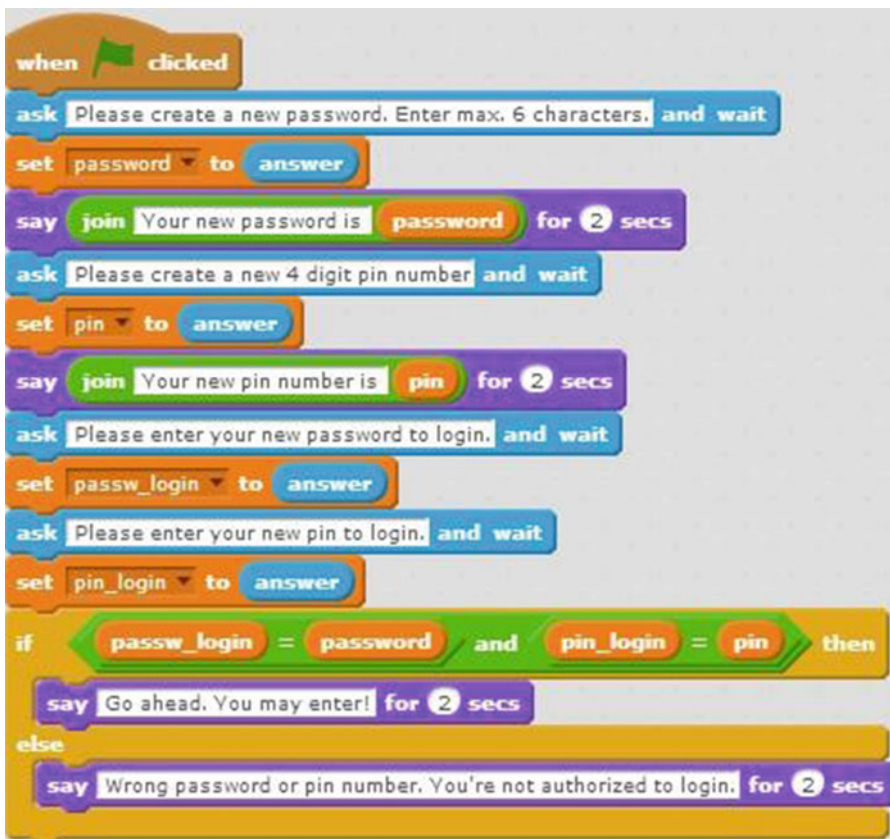 when clicked
ask Please create a new password. Enter max. 6 characters. and wait
set password to answer
say join Your new password is password for 2 secs
ask Please create a new 4 digit pin number and wait
set pin to answer
say join Your new pin number is pin for 2 secs
ask Please enter your new password to login. and wait
set passw_login to answer
ask Please enter your new pin to login. and wait
set pin_login to answer
if passw_login = password and pin_login = pin then
say Go ahead. You may enter! for 2 secs
else
say Wrong password or pin number. You're not authorized to login. for 2 secs